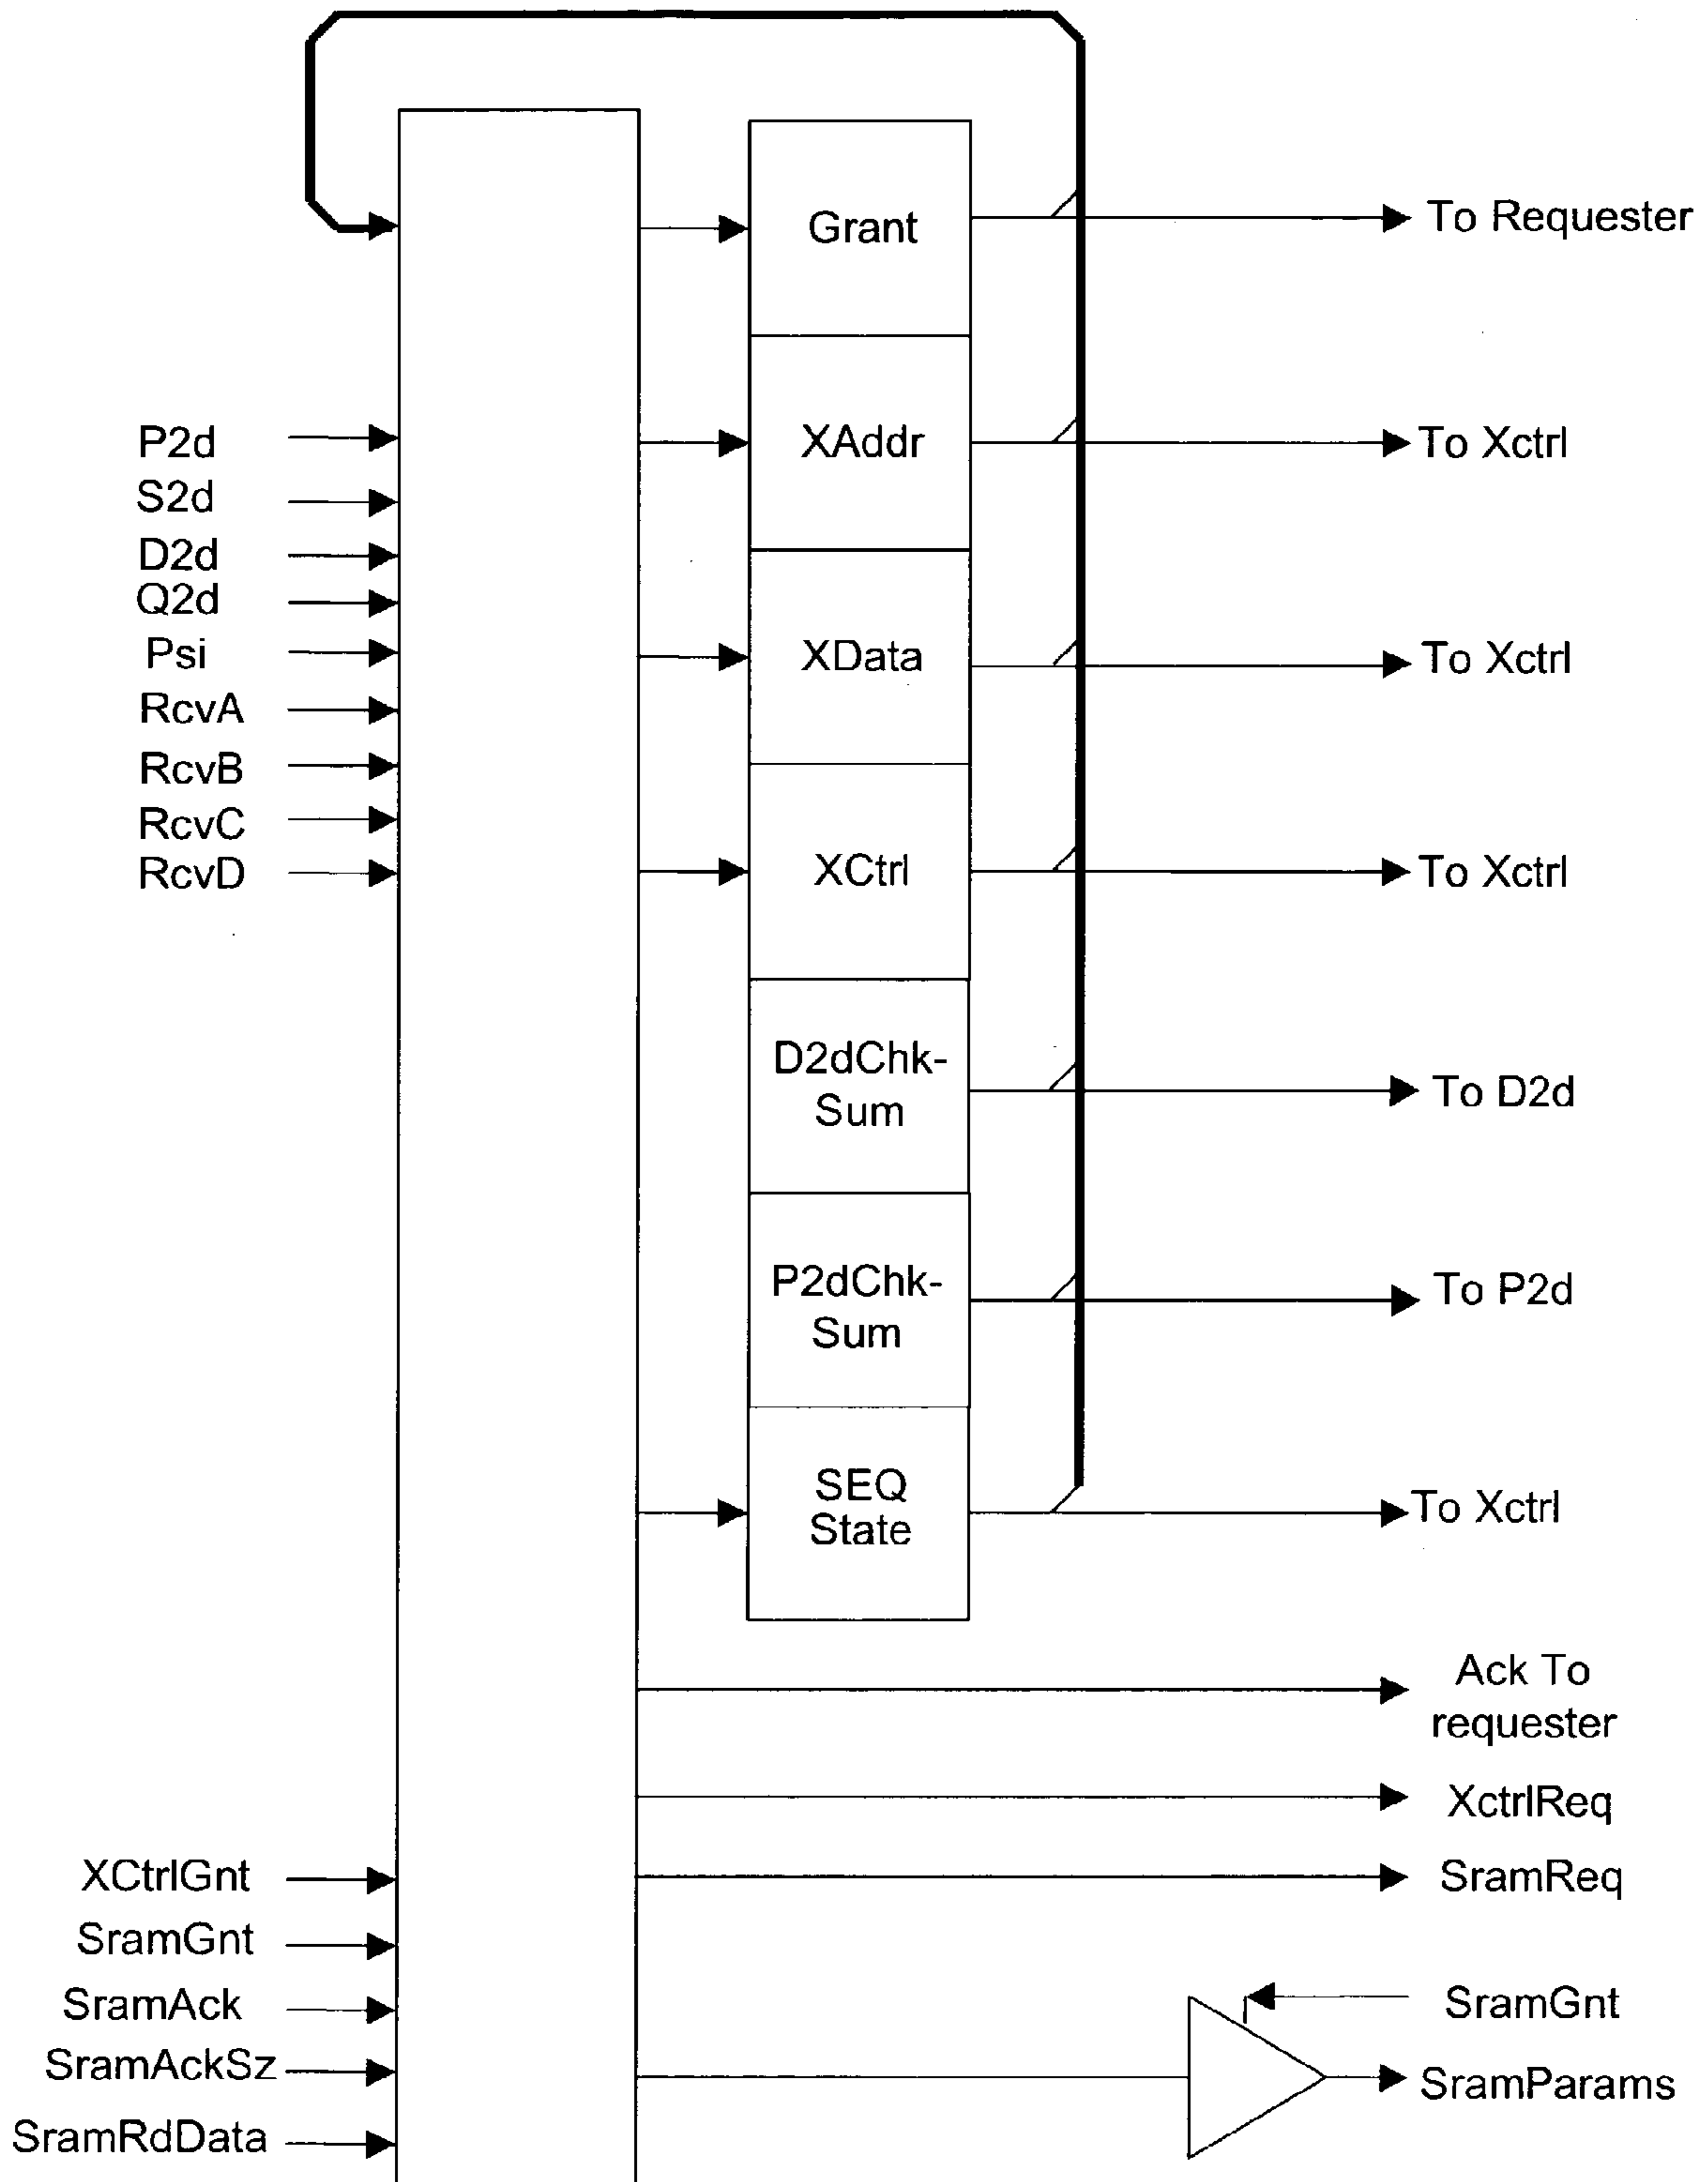 Grant
To Requester
P2d
XAddr
To Xctrl
S2d
D2d
Q2d
Psi
XData
To Xctrl
RcvA
RcvB
RcvC
RcvD
XCtrl
To Xctrl
D2dChk-
Sum
To D2d
P2dChk-
Sum
To P2d
SEQ
State
To Xctrl
Ack To
requester
XctrlReq
XCtrlGnt
SramReq
SramGnt
SramAck
SramGnt
SramAckSz
SramParams
SramRdData